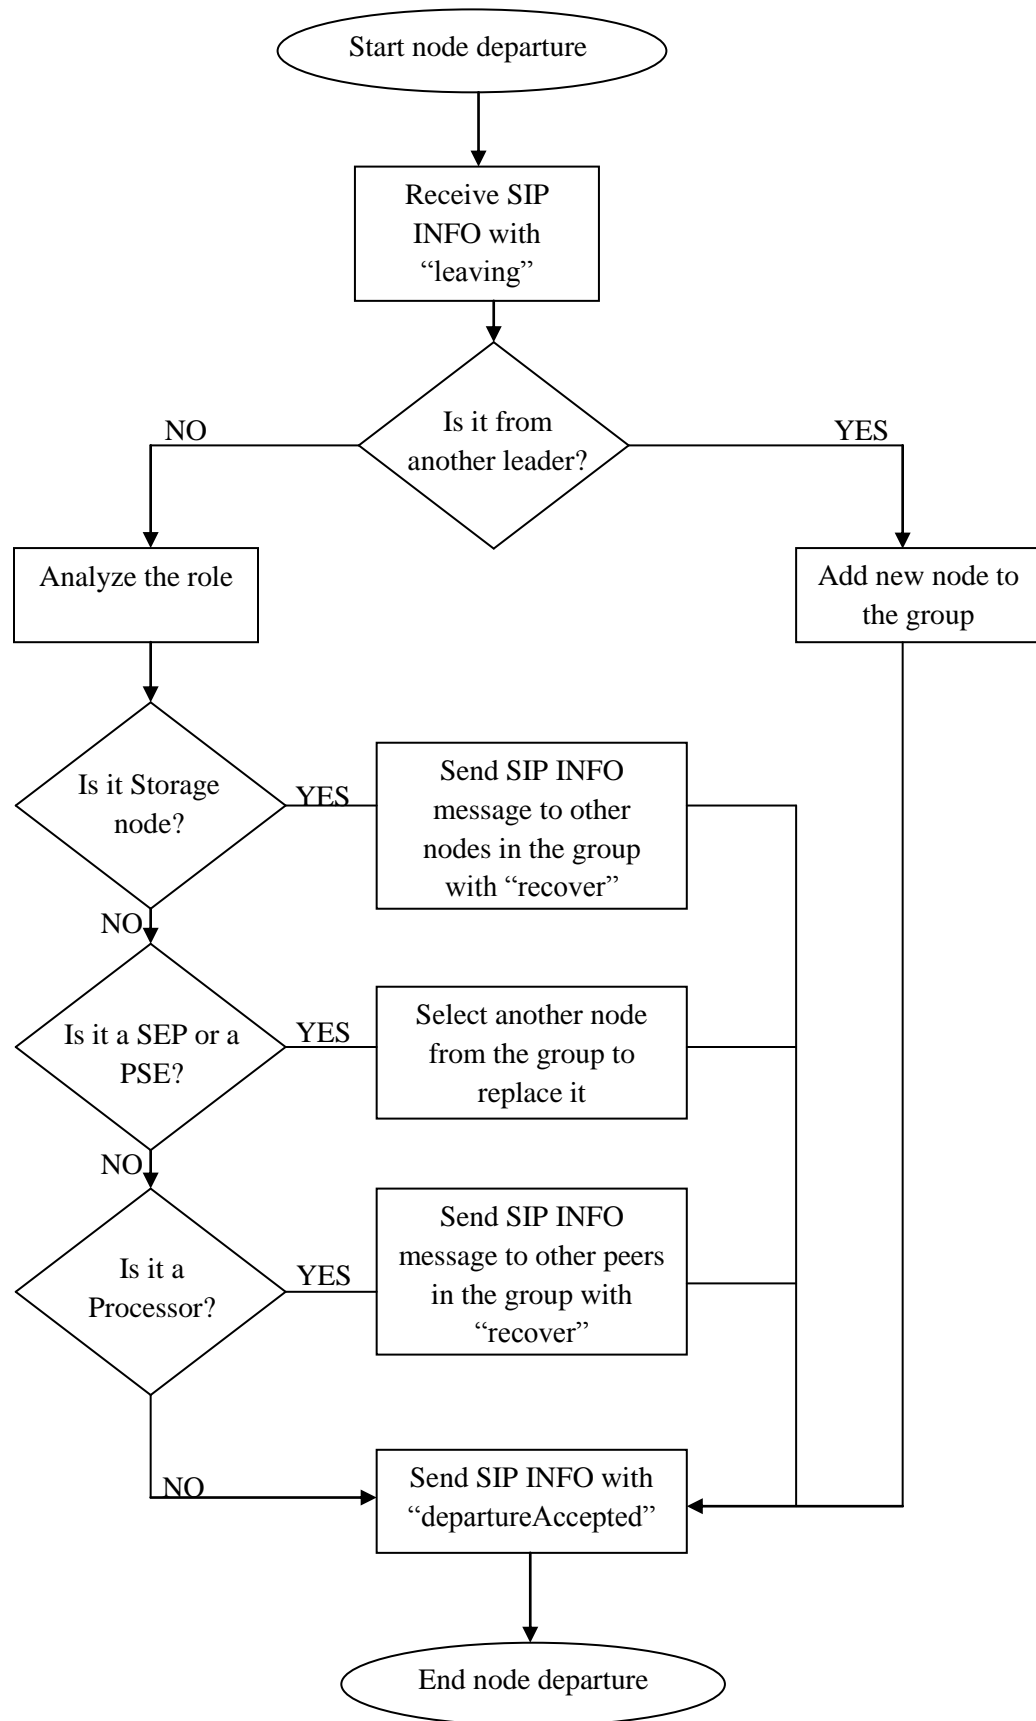 Start node departure
Receive SIP
INFO with
“leaving”
Is it from
another leader?
NO
YES
Analyze the role
Add new node to
the group
Is it Storage
node?
YES
Send SIP INFO
message to other
nodes in the group
with “recover”
NO
Is it a SEP or a
PSE?
YES
Select another node
from the group to
replace it
NO
Is it a
Processor?
YES
Send SIP INFO
message to other peers
in the group with
“recover”
NO
Send SIP INFO with
“departureAccepted”
End node departure